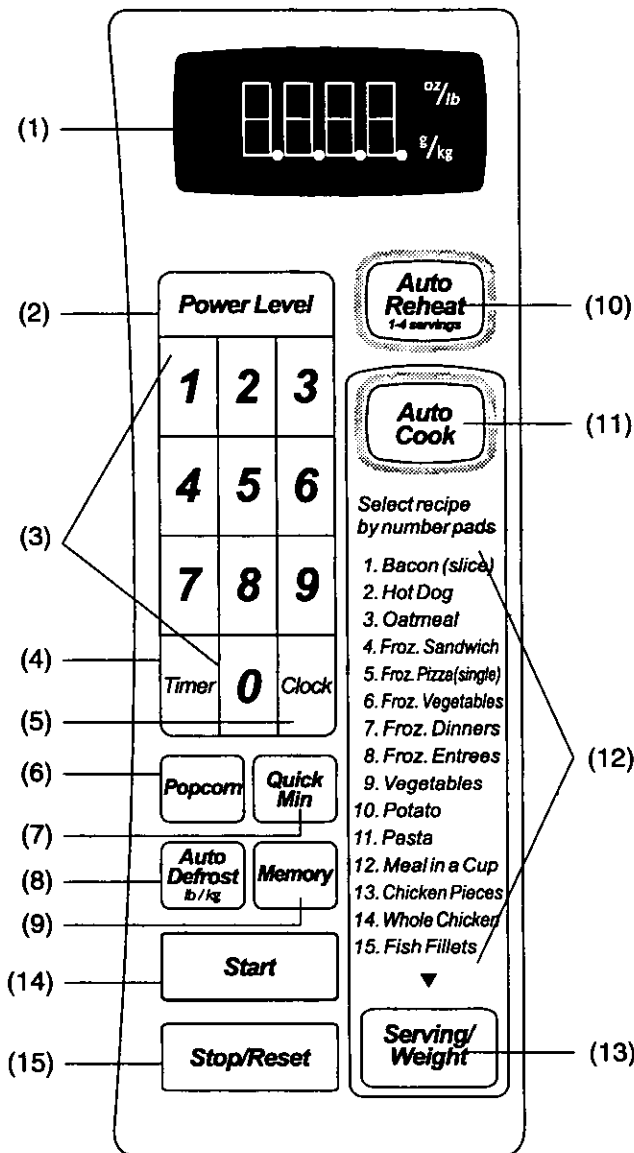 oz/lb
(1)
g/kg
(2)
Power Level
Auto
Reheat
1-4 servings
(10)
1 2 3
Auto
Cook
(11)
4 5 6
Select recipe
by number pads
(3)
7 8 9
1. Bacon (slice)
2. Hot Dog
3. Oatmeal
4. Froz. Sandwich
5. Froz. Pizza(single)
6. Froz. Vegetables
7. Froz. Dinners
8. Froz. Entrees
9. Vegetables
10. Potato
11. Pasta
12. Meal in a Cup
13. Chicken Pieces
14. Whole Chicken
15. Fish Fillets
(12)
▼
(4)
Timer 0 Clock
(5)
(6)
Popcorn
Quick
Min
(7)
(8)
Auto
Defrost
lb/kg
Memory
(9)
(14)
Start
(15)
Stop/Reset
Serving/
Weight
(13)